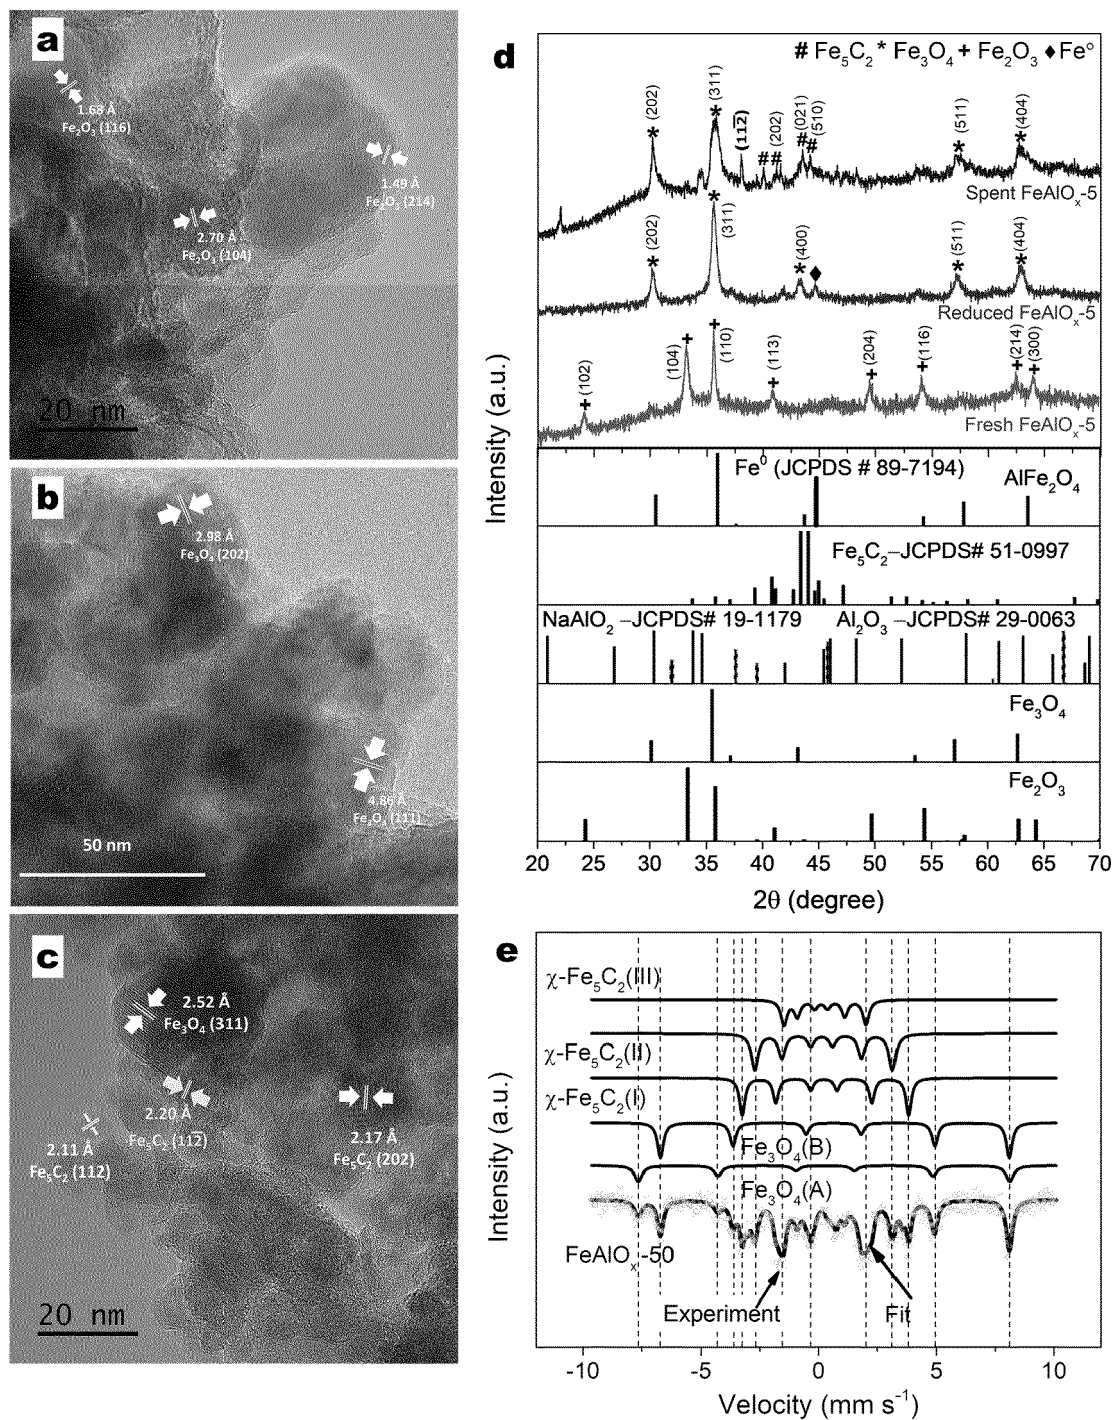 a
1.68 Å
Fe₂O₃ (116)
1.49 Å
Fe₂O₃ (214)
2.70 Å
Fe₂O₃ (104)
20 nm
b
2.98 Å
Fe₃O₄ (202)
4.86 Å
Fe₃O₄ (111)
50 nm
c
2.52 Å
Fe₃O₄ (311)
2.20 Å
Fe₅C₂ (112̄)
2.11 Å
Fe₅C₂ (112)
2.17 Å
Fe₅C₂ (202)
20 nm
d
# Fe₅C₂ * Fe₃O₄ + Fe₂O₃ ♦ Fe°
* (202)
* (311)
(112̄)
#
# (202)
# (021)
# (510)
* (511)
* (404)
Spent FeAlOₓ-5
* (202)
* (311)
* (400)
♦
* (511)
* (404)
Reduced FeAlOₓ-5
+ (102)
(104) +
+ (110)
+ (113)
+ (204)
+ (116)
+ (214)
+ (300)
Fresh FeAlOₓ-5
Intensity (a.u.)
Fe⁰ (JCPDS # 89-7194)
AlFe₂O₄
Fe₅C₂–JCPDS# 51-0997
NaAlO₂ –JCPDS# 19-1179
Al₂O₃ –JCPDS# 29-0063
Fe₃O₄
Fe₂O₃
20 25 30 35 40 45 50 55 60 65 70
2θ (degree)
e
χ-Fe₅C₂(III)
χ-Fe₅C₂(II)
χ-Fe₅C₂(I)
Fe₃O₄(B)
Fe₃O₄(A)
FeAlOₓ-50
Experiment
Fit
Intensity (a.u.)
-10 -5 0 5 10
Velocity (mm s⁻¹)